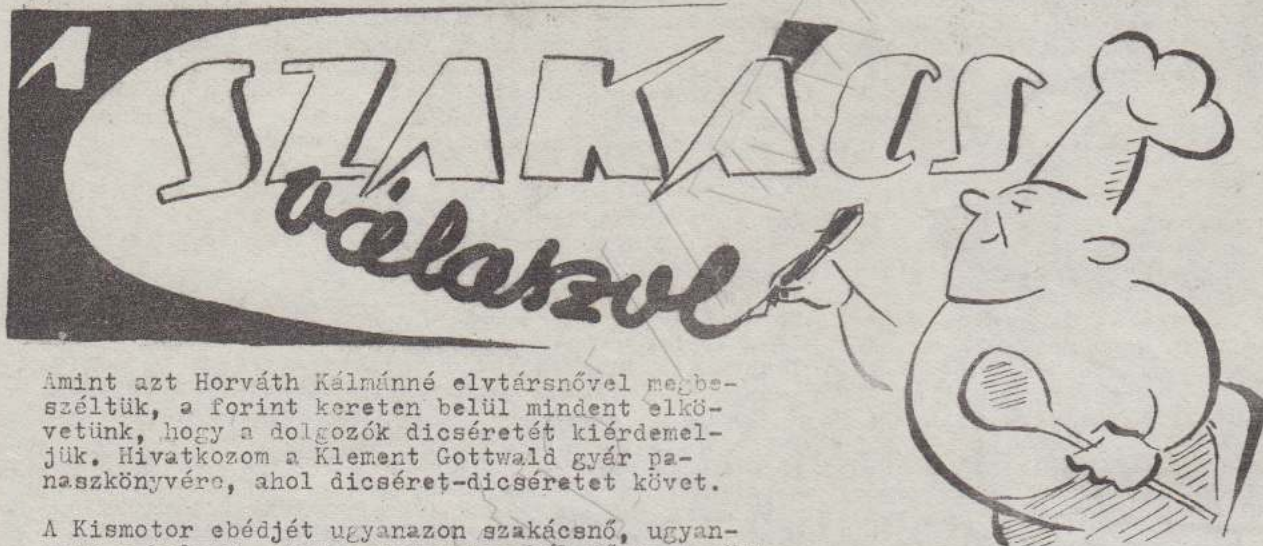 A SZAKÁCS
válaszol
Amint azt Horváth Kálmánné elvtársnővel megbe-
széltük, a forint kereten belül mindent elkö-
vetünk, hogy a dolgozók dicséretét kiérdemel-
jük. Hivatkozom a Klement Gottwald gyár pa-
naszkönyvére, ahol dicséret-dicséretet követ.
A Kismotor ebédjét ugyanazon szakácsnő, ugyan-